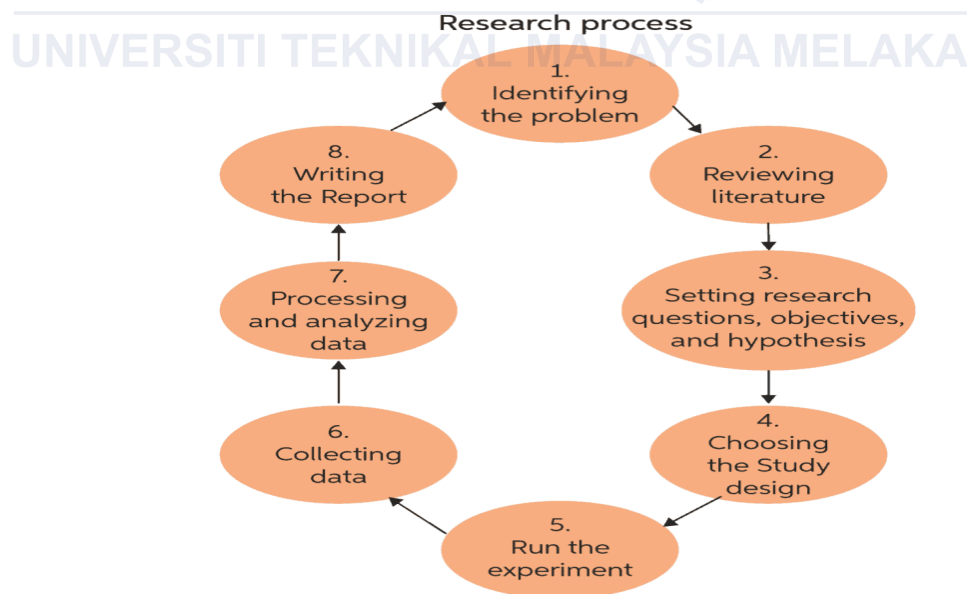 Research process
UNIVERSITI TEKNIKAL MALAYSIA MELAKA
1.
Identifying
the problem
2.
Reviewing
literature
3.
Setting research
questions, objectives,
and hypothesis
4.
Choosing
the Study
design
5.
Run the
experiment
6.
Collecting
data
7.
Processing
and analyzing
data
8.
Writing
the Report